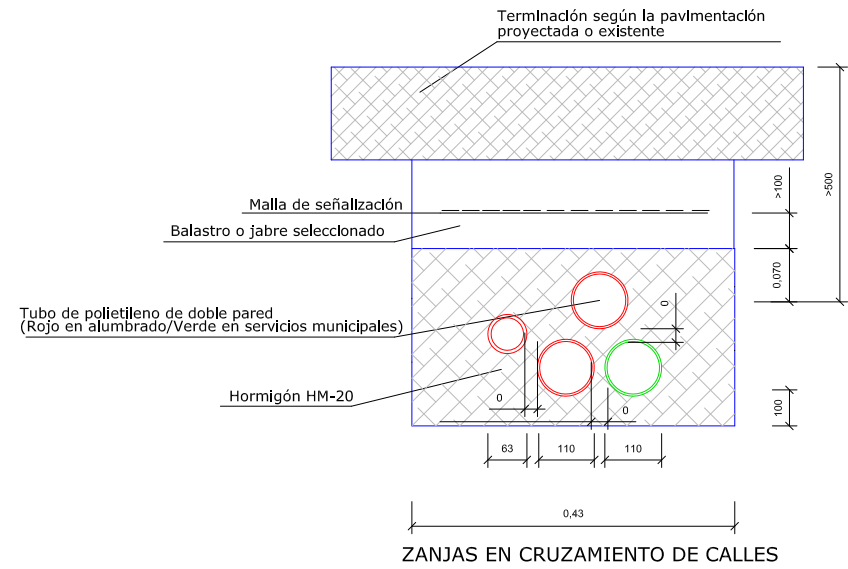 Terminación según la pavimentación
proyectada o existente
Malla de señalización
Balastro o jabre seleccionado
>100
>500
0,070
Tubo de polietileno de doble pared
(Rojo en alumbrado/Verde en servicios municipales)
0
Hormigón HM-20
0
0
100
63
110
110
0,43
ZANJAS EN CRUZAMIENTO DE CALLES